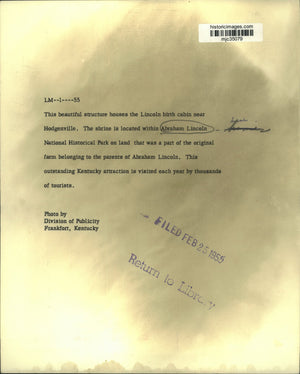 historicimages.com
mjc35079
LM--1----55
This beautiful structure houses the Lincoln birth cabin near
Hodgenville. The shrine is located within Abraham Lincoln
National Historical Park on land that was a part of the original
farm belonging to the parents of Abraham Lincoln. This
outstanding Kentucky attraction is visited each year by thousands
of tourists.
Photo by
Division of Publicity
Frankfort, Kentucky
FILED FEB 25 1955
Return to Library